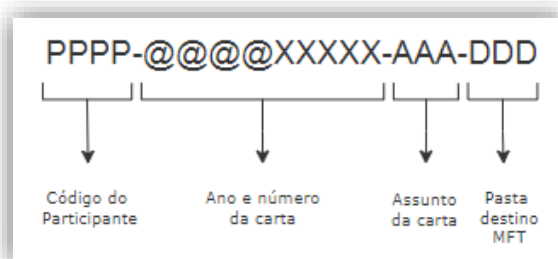 PPPP-@@@@XXXXX-AAA-DDD
Código do
Participante
Ano e número
da carta
Assunto
da carta
Pasta
destino
MFT